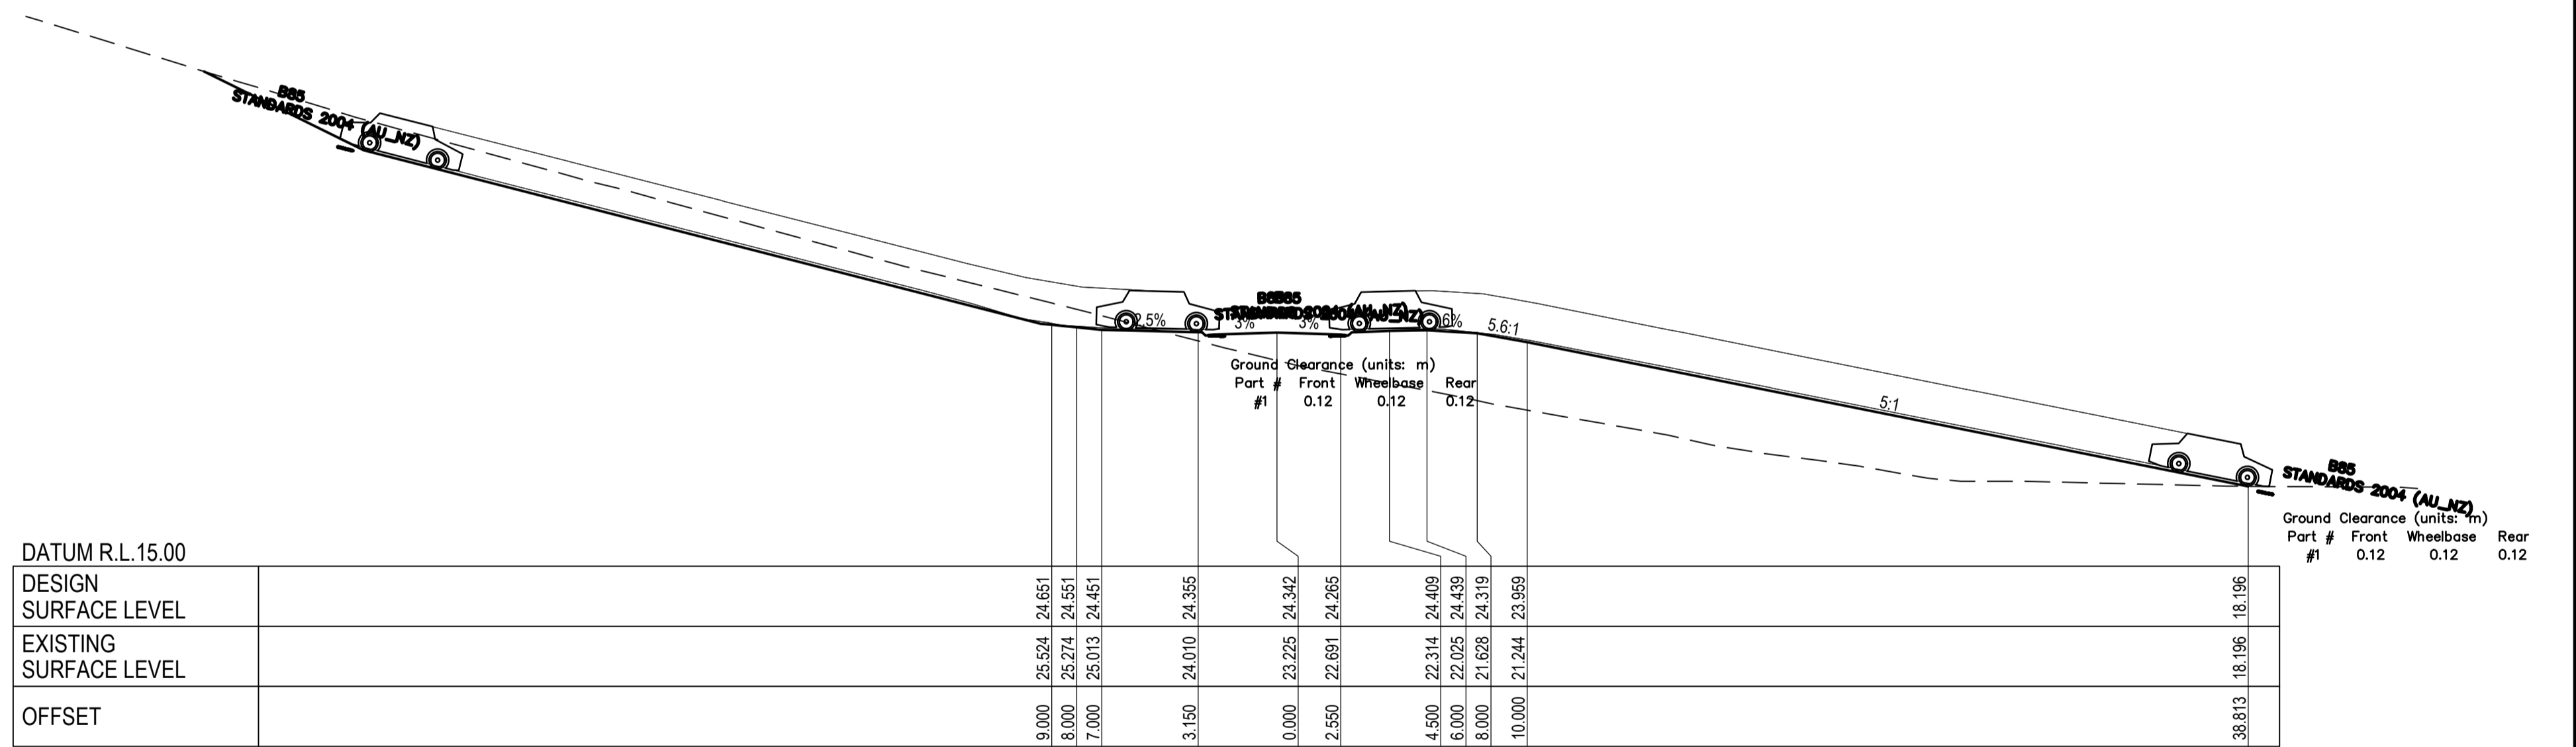 B85
STANDARDS 2004 (AU_NZ)
B85
2.5%
3%
3%
6%
5.6:1
Ground Clearance (units: m)
Part # Front Wheelbase Rear
#1 0.12 0.12 0.12
5:1
B85
STANDARDS 2004 (AU_NZ)
Ground Clearance (units: m)
Part # Front Wheelbase Rear
#1 0.12 0.12 0.12
DATUM R.L.15.00
DESIGN
SURFACE LEVEL
24.651 24.551 24.451 24.355 24.342 24.265 24.409 24.439 24.319 23.959 18.196
EXISTING
SURFACE LEVEL
25.524 25.274 25.013 24.010 23.225 22.691 22.314 22.025 21.628 21.244 18.196
OFFSET
9.000 8.000 7.000 3.150 0.000 2.550 4.500 6.000 8.000 10.000 38.813